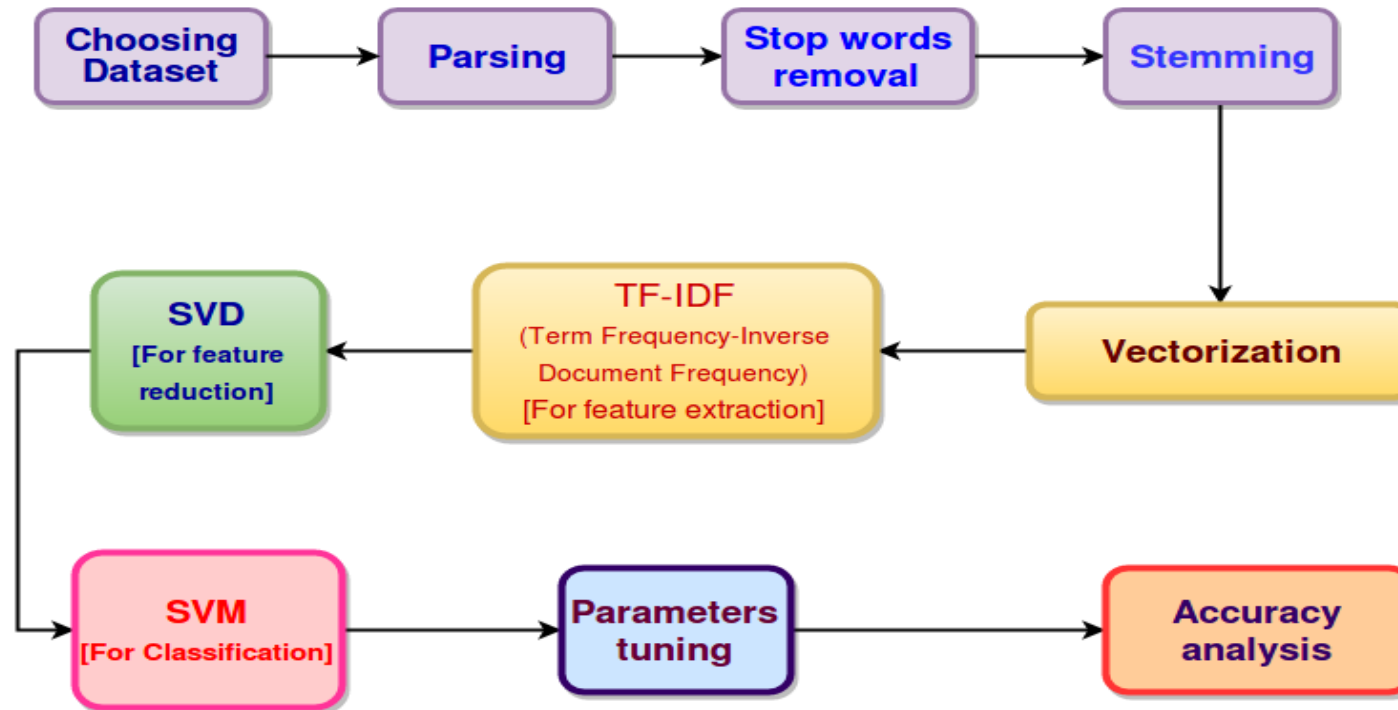 Choosing
Dataset
Parsing
Stop words
removal
Stemming
Vectorization
TF-IDF
(Term Frequency-Inverse
Document Frequency)
[For feature extraction]
SVD
[For feature
reduction]
SVM
[For Classification]
Parameters
tuning
Accuracy
analysis